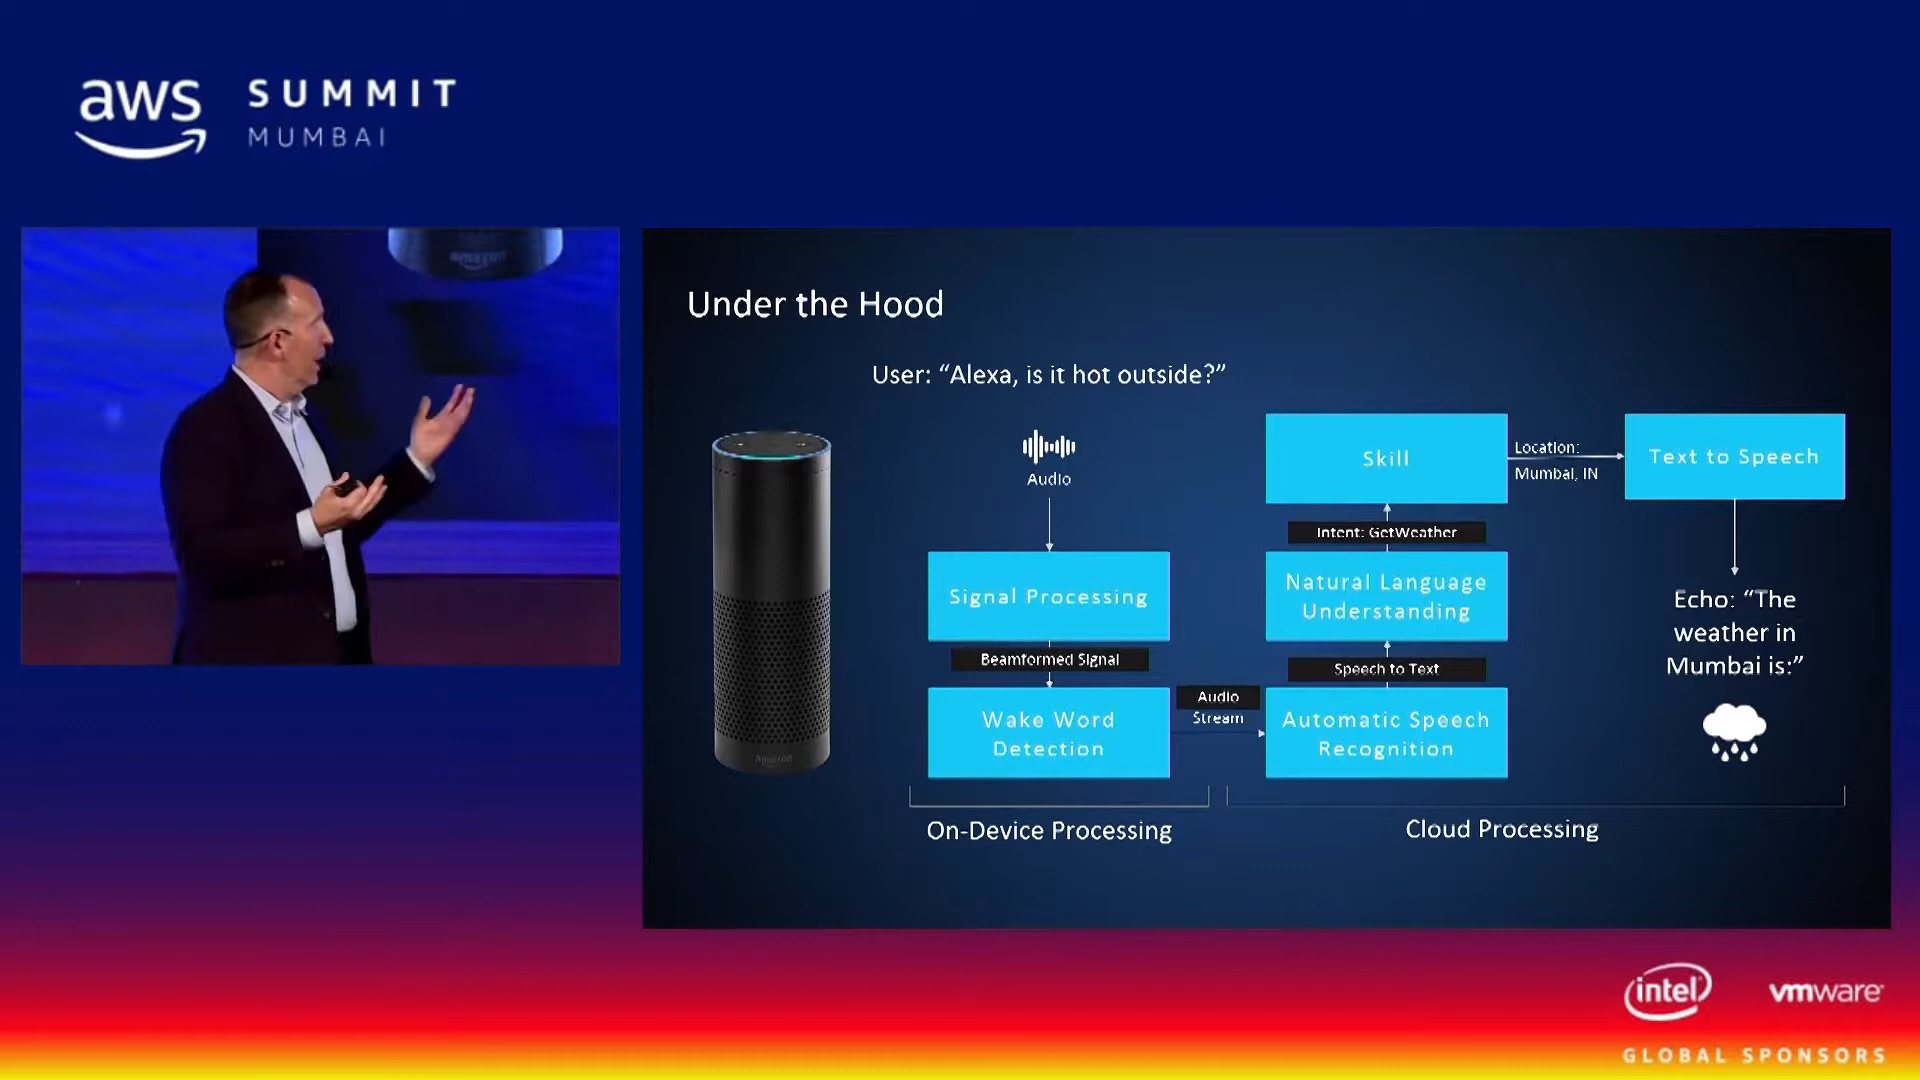 aws
SUMMIT
MUMBAI
amazon
Under the Hood
User: “Alexa, is it hot outside?”
Audio
Signal Processing
Beamformed Signal
Wake Word
Detection
Audio
Stream
Skill
Intent: GetWeather
Natural Language
Understanding
Speech to Text
Automatic Speech
Recognition
Location:
Mumbai, IN
Text to Speech
Echo: “The
weather in
Mumbai is:”
amazon
On-Device Processing
Cloud Processing
intel
vmware
GLOBAL SPONSORS